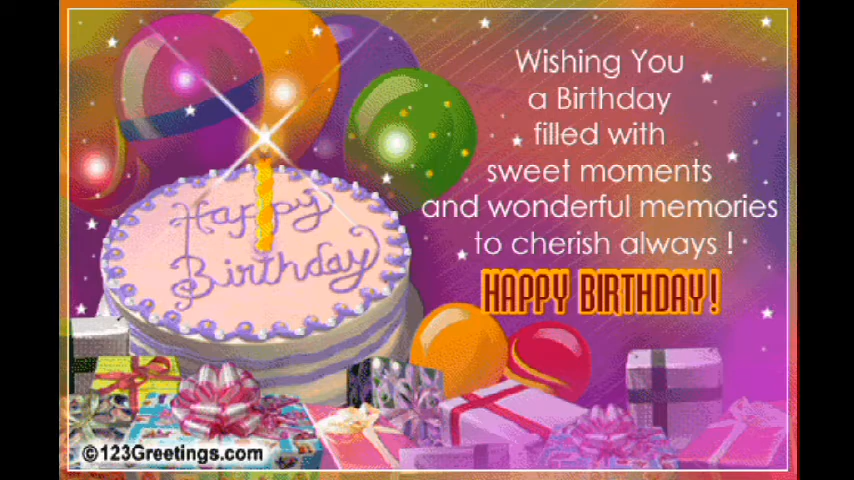 Wishing You
a Birthday
filled with
sweet moments
and wonderful memories
to cherish always !
HAPPY BIRTHDAY!
Happy
Birthday
©123Greetings.com